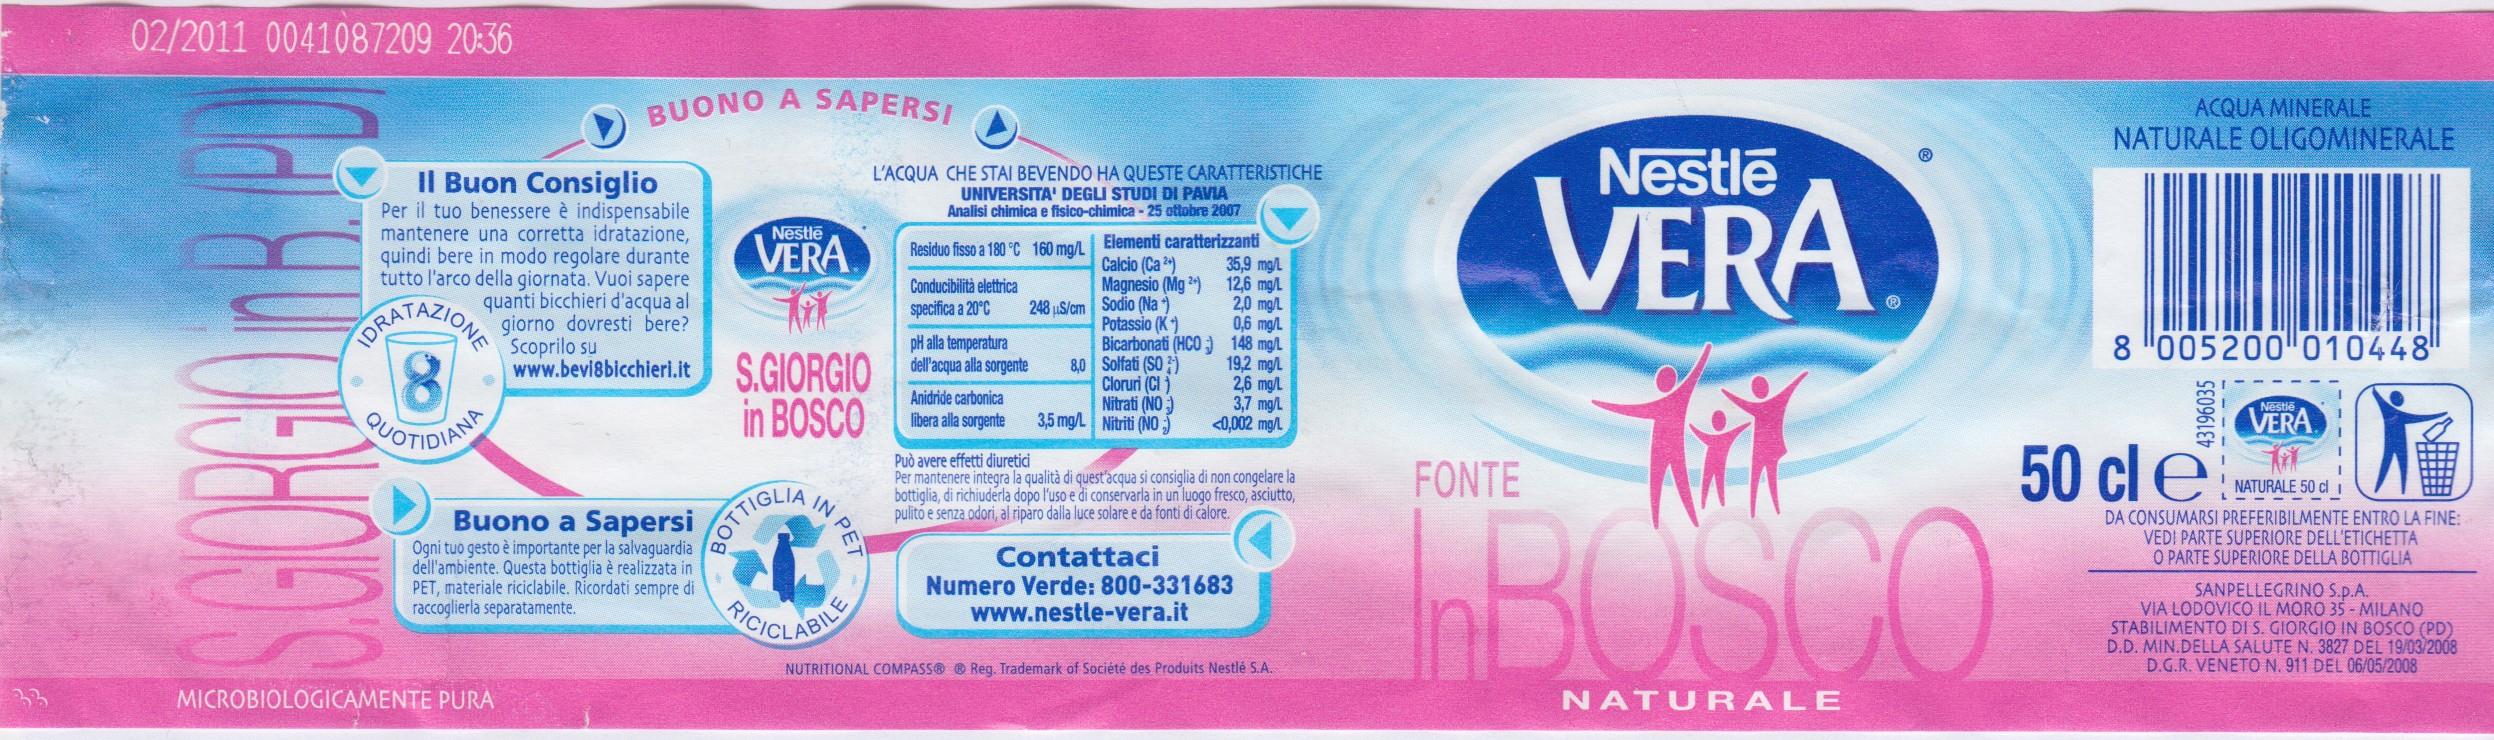 02/2011 0041087209 20:36
S.GIORGIO in B. (PD)
BUONO A SAPERSI
Il Buon Consiglio
Per il tuo benessere è indispensabile
mantenere una corretta idratazione,
quindi bere in modo regolare durante
tutto l'arco della giornata. Vuoi sapere
quanti bicchieri d'acqua al
giorno dovresti bere?
Scoprilo su
www.bevi8bicchieri.it
IDRATAZIONE
8
QUOTIDIANA
Buono a Sapersi
Ogni tuo gesto è importante per la salvaguardia
dell'ambiente. Questa bottiglia è realizzata in
PET, materiale riciclabile. Ricordati sempre di
raccoglierla separatamente.
BOTTIGLIA IN PET
RICICLABILE
Nestlé
VERA
S.GIORGIO
in BOSCO
L'ACQUA CHE STAI BEVENDO HA QUESTE CARATTERISTICHE
UNIVERSITA' DEGLI STUDI DI PAVIA
Analisi chimica e fisico-chimica - 25 ottobre 2007
Residuo fisso a 180 °C 160 mg/L
Conducibilità elettrica
specifica a 20°C 248 µS/cm
pH alla temperatura
dell'acqua alla sorgente 8,0
Anidride carbonica
libera alla sorgente 3,5 mg/L
Elementi caratterizzanti
Calcio (Ca 2+) 35,9 mg/L
Magnesio (Mg 2+) 12,6 mg/L
Sodio (Na +) 2,0 mg/L
Potassio (K +) 0,6 mg/L
Bicarbonati (HCO 3-) 148 mg/L
Solfati (SO 4 2-) 19,2 mg/L
Cloruri (Cl -) 2,6 mg/L
Nitrati (NO 3-) 3,7 mg/L
Nitriti (NO 2-) <0,002 mg/L
Può avere effetti diuretici
Per mantenere integra la qualità di quest'acqua si consiglia di non congelare la
bottiglia, di richiuderla dopo l'uso e di conservarla in un luogo fresco, asciutto,
pulito e senza odori, al riparo dalla luce solare e da fonti di calore.
Contattaci
Numero Verde: 800-331683
www.nestle-vera.it
NUTRITIONAL COMPASS® ® Reg. Trademark of Société des Produits Nestlé S.A.
33
MICROBIOLOGICAMENTE PURA
Nestlé ®
VERA ®
FONTE
In BOSCO
NATURALE
ACQUA MINERALE
NATURALE OLIGOMINERALE
8 005200 010448
50 cl e
43196035
Nestlé
VERA
NATURALE 50 cl
DA CONSUMARSI PREFERIBILMENTE ENTRO LA FINE:
VEDI PARTE SUPERIORE DELL'ETICHETTA
O PARTE SUPERIORE DELLA BOTTIGLIA
SANPELLEGRINO S.p.A.
VIA LODOVICO IL MORO 35 - MILANO
STABILIMENTO DI S. GIORGIO IN BOSCO (PD)
D.D. MIN.DELLA SALUTE N. 3827 DEL 19/03/2008
D.G.R. VENETO N. 911 DEL 06/05/2008